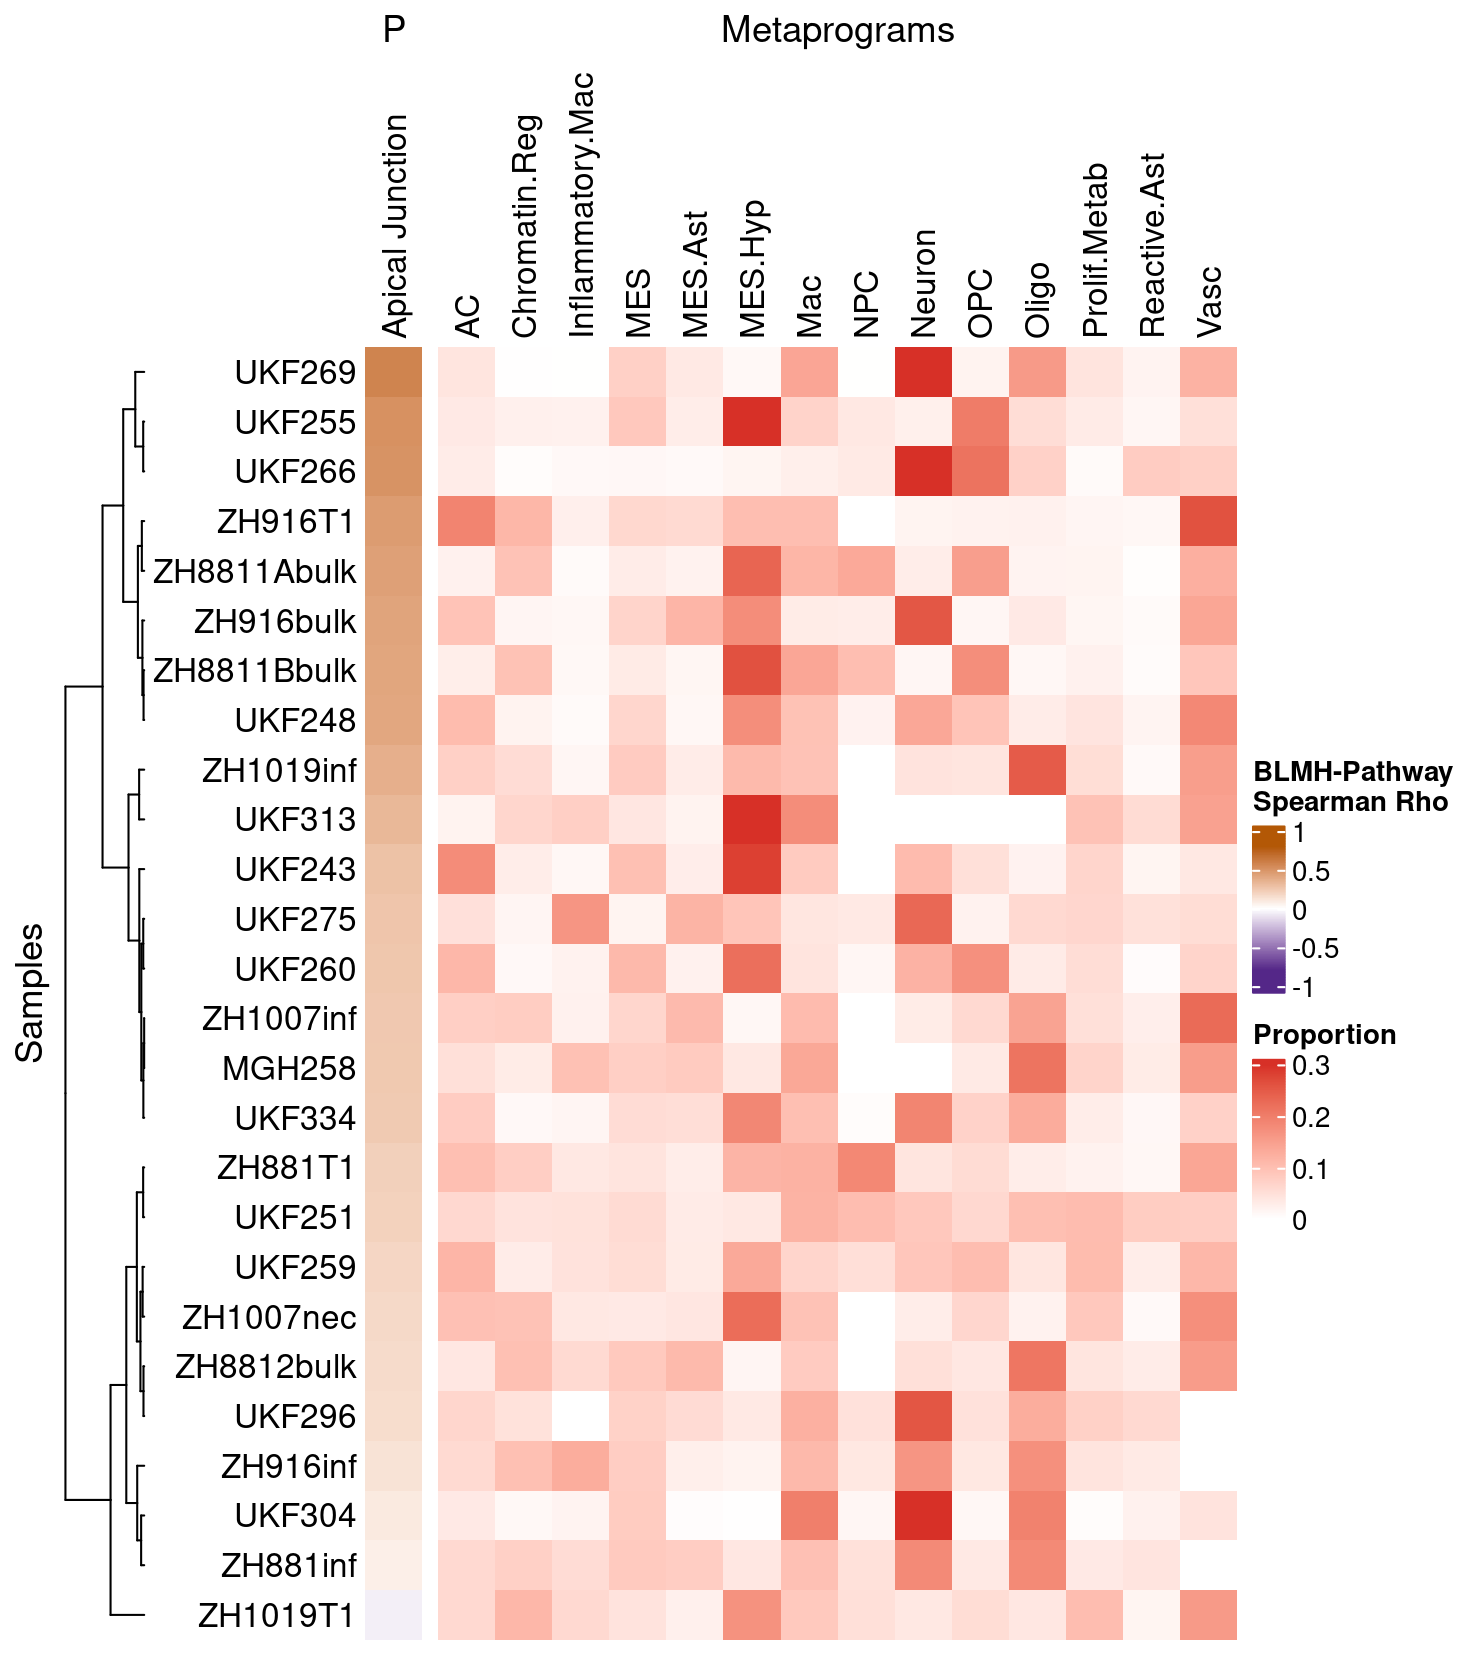 P
Metaprograms
Apical Junction
AC
Chromatin.Reg
Inflammatory.Mac
MES
MES.Ast
MES.Hyp
Mac
NPC
Neuron
OPC
Oligo
Prolif.Metab
Reactive.Ast
Vasc
Samples
UKF269
UKF255
UKF266
ZH916T1
ZH8811Abulk
ZH916bulk
ZH8811Bbulk
UKF248
ZH1019inf
UKF313
UKF243
UKF275
UKF260
ZH1007inf
MGH258
UKF334
ZH881T1
UKF251
UKF259
ZH1007nec
ZH8812bulk
UKF296
ZH916inf
UKF304
ZH881inf
ZH1019T1
BLMH-Pathway
Spearman Rho
1
0.5
0
-0.5
-1
Proportion
0.3
0.2
0.1
0